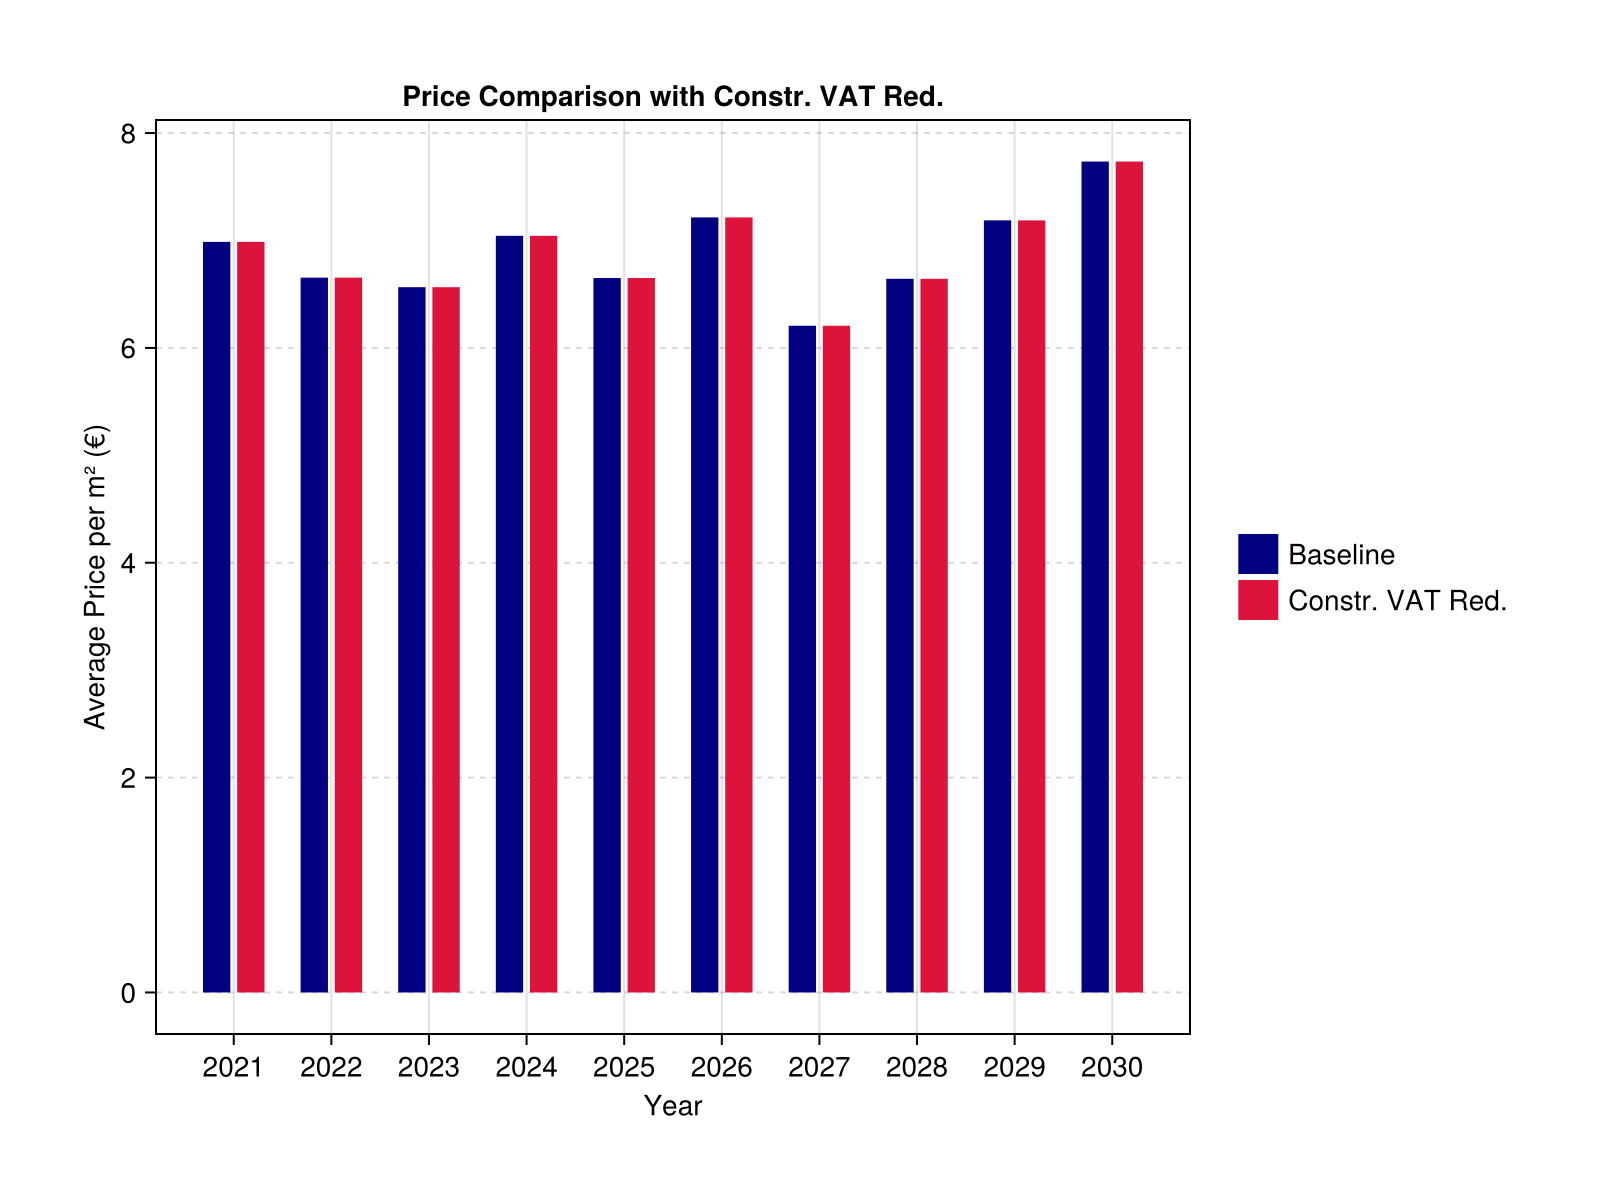 Price Comparison with Constr. VAT Red.
Average Price per m² (€)
8
6
4
2
0
2021 2022 2023 2024 2025 2026 2027 2028 2029 2030
Year
Baseline
Constr. VAT Red.